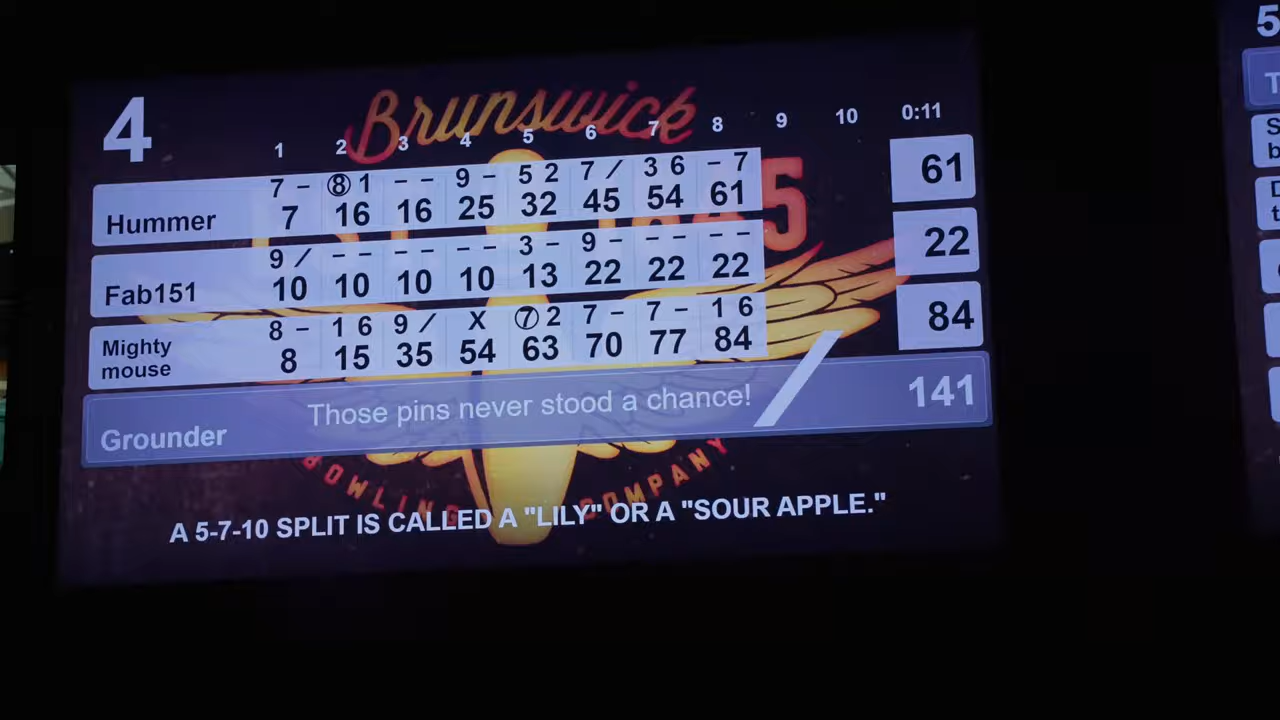 4
Brunswick
1 2 3 4 5 6 7 8 9 10 0:11
7 - 8 1 - - 9 - 5 2 7 / 3 6 - 7
Hummer 7 16 16 25 32 45 54 61 61
9 / - - - - - - 3 - 9 - - - - -
Fab151 10 10 10 10 13 22 22 22 22
8 - 1 6 9 / X 7 2 7 - 7 - 1 6
Mighty
mouse 8 15 35 54 63 70 77 84 84
Grounder Those pins never stood a chance! / 141
BOWLING COMPANY
A 5-7-10 SPLIT IS CALLED A "LILY" OR A "SOUR APPLE."
5